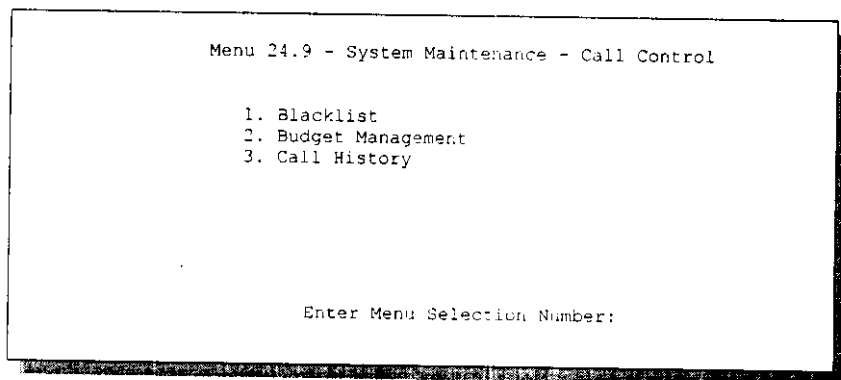 Menu 24.9 - System Maintenance - Call Control
1. Blacklist
2. Budget Management
3. Call History
Enter Menu Selection Number: